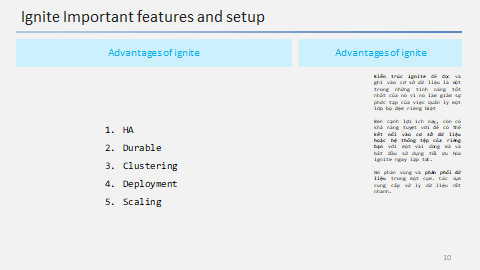 Ignite Important features and setup
Advantages of ignite
Advantages of ignite
1. HA
2. Durable
3. Clustering
4. Deployment
5. Scaling
Kiến trúc Ignite để đọc và
ghi vào cơ sở dữ liệu là một
trong những tính năng tốt
nhất của nó vì nó làm giảm sự
phức tạp của việc quản lý một
lớp bộ đệm riêng biệt
Bên cạnh lợi ích này, còn có
khả năng tuyệt vời để có thể
kết nối vào cơ sở dữ liệu
hoặc hệ thống tệp của riêng
bạn với một vài dòng mã và
bắt đầu sử dụng tối ưu hóa
Ignite ngay lập tức.
Nó phân vùng và phân phối dữ
liệu trong một cụm. Các cụm
cung cấp xử lý dữ liệu rất
nhanh.
10